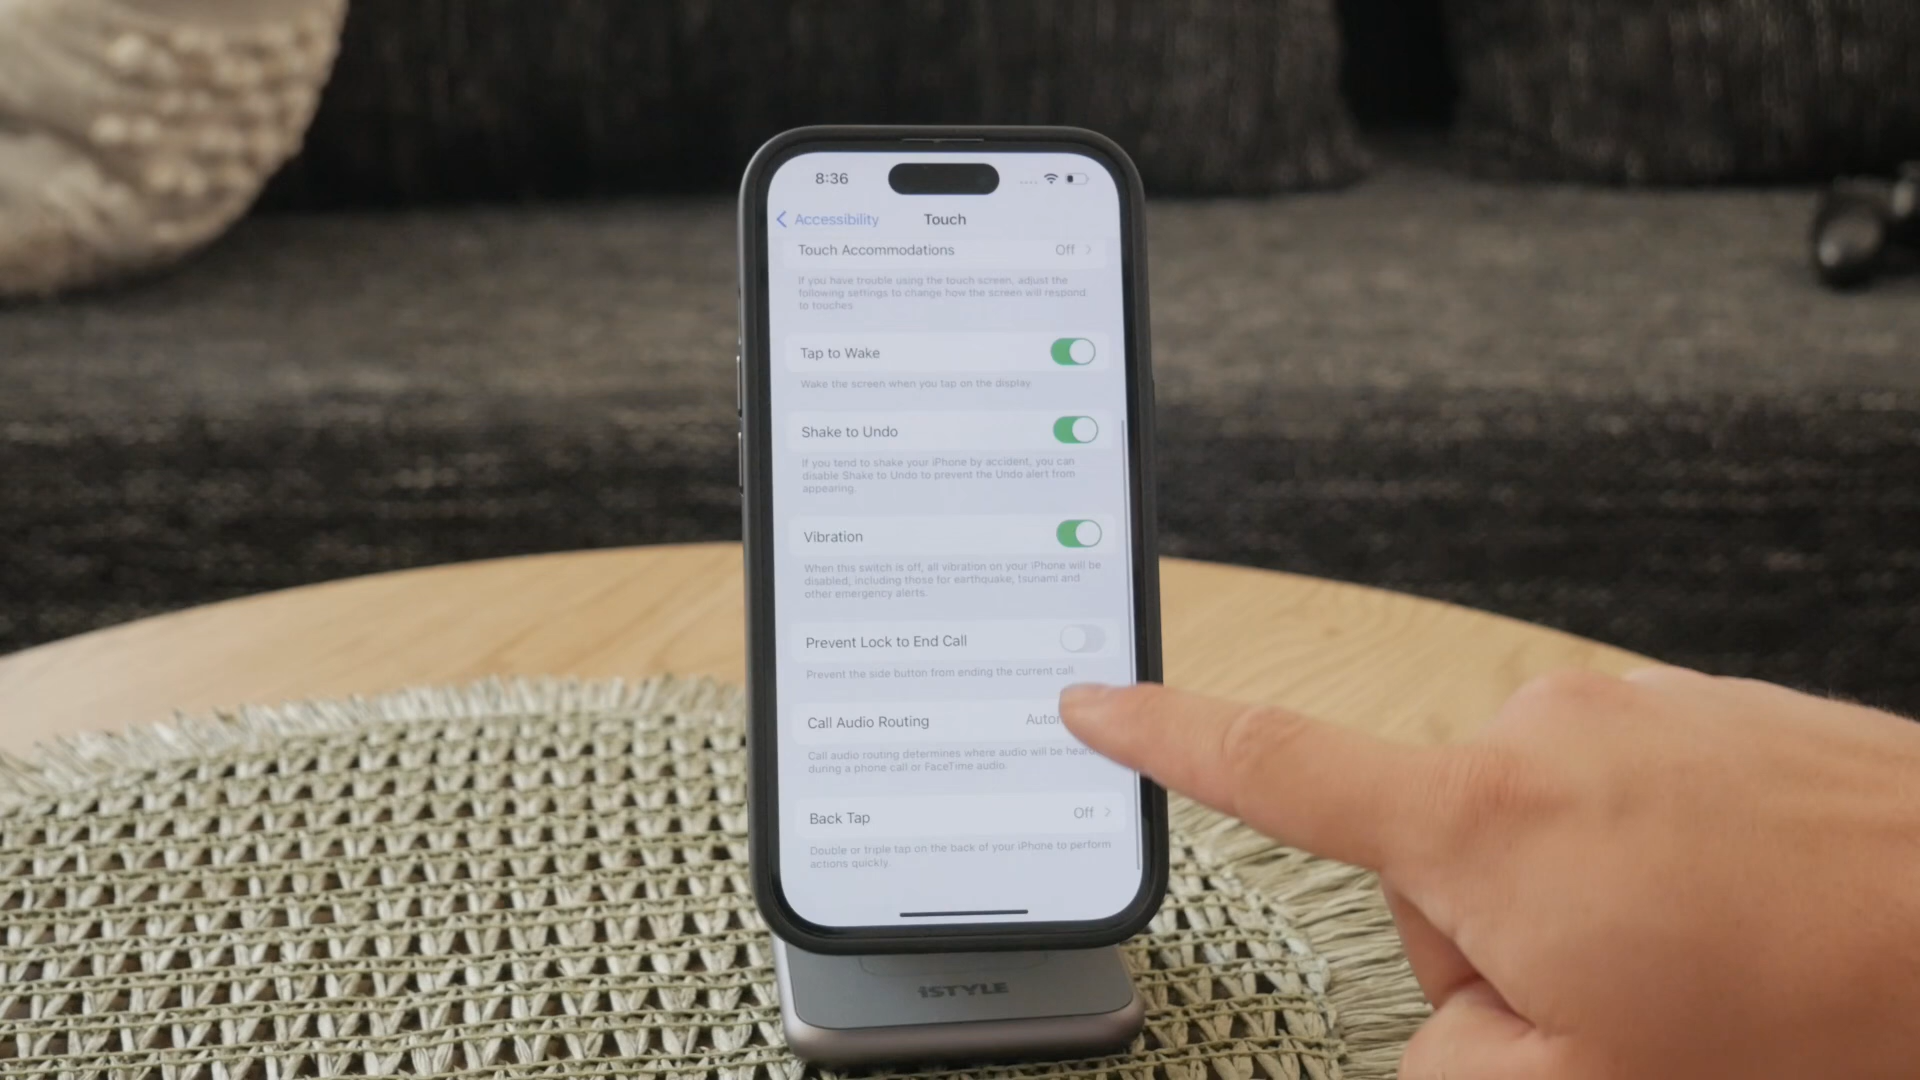 8:36
Accessibility
Touch
Touch Accommodations Off
If you have trouble using the touch screen, adjust the
following settings to change how the screen will respond
to touches.
Tap to Wake
Wake the screen when you tap on the display.
Shake to Undo
If you tend to shake your iPhone by accident, you can
disable Shake to Undo to prevent the Undo alert from
appearing.
Vibration
When this switch is off, all vibration on your iPhone will be
disabled, including those for earthquake, tsunami and
other emergency alerts.
Prevent Lock to End Call
Prevent the side button from ending the current call.
Call Audio Routing
Call audio routing determines where audio will be heard
during a phone call or FaceTime audio.
Back Tap Off
Double or triple tap on the back of your iPhone to perform
actions quickly.
iSTYLE